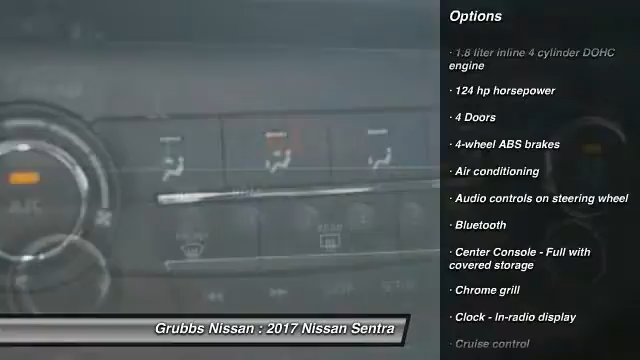 Options
· 1.8 liter inline 4 cylinder DOHC
engine
· 124 hp horsepower
· 4 Doors
· 4-wheel ABS brakes
· Air conditioning
· Audio controls on steering wheel
· Bluetooth
· Center Console - Full with
covered storage
· Chrome grill
· Clock - In-radio display
· Cruise control
A/C
REAR
Grubbs Nissan : 2017 Nissan Sentra